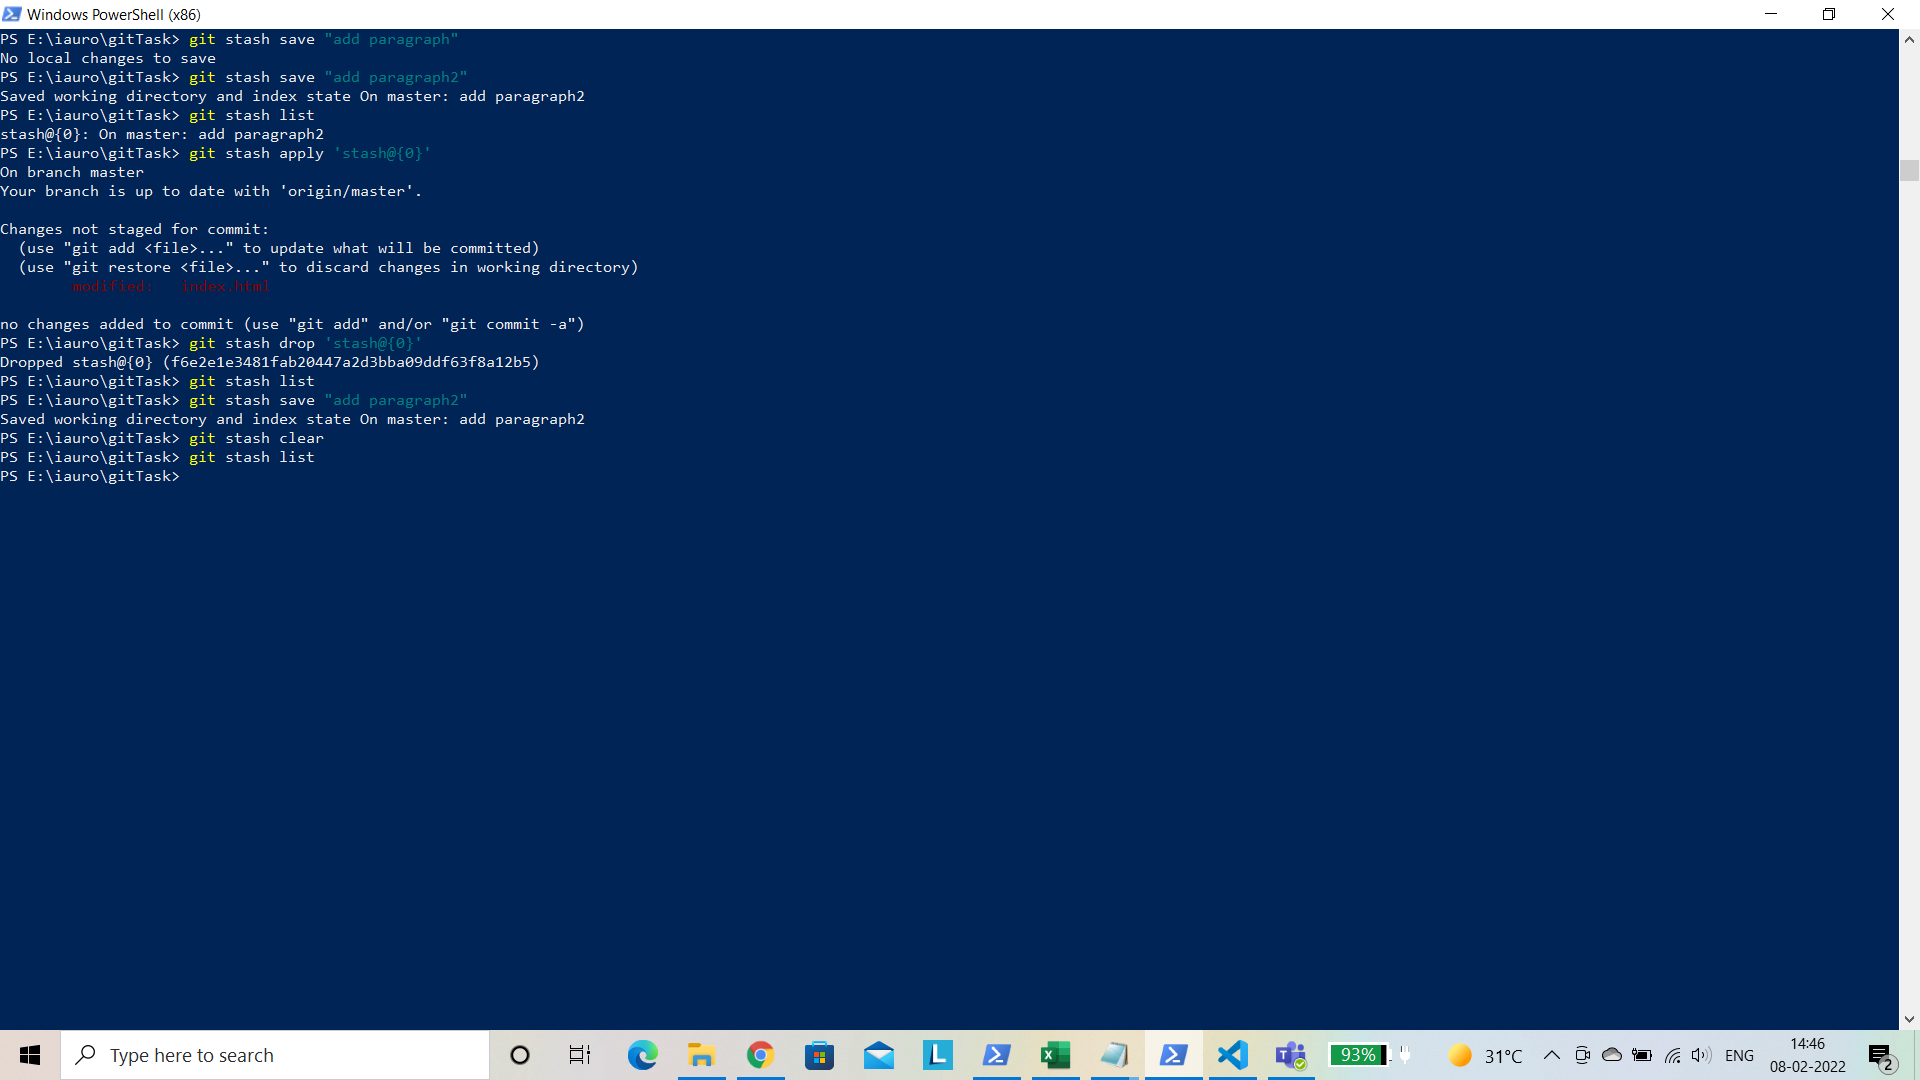 Windows PowerShell (x86)
PS E:\iauro\gitTask> git stash save "add paragraph"
No local changes to save
PS E:\iauro\gitTask> git stash save "add paragraph2"
Saved working directory and index state On master: add paragraph2
PS E:\iauro\gitTask> git stash list
stash@{0}: On master: add paragraph2
PS E:\iauro\gitTask> git stash apply 'stash@{0}'
On branch master
Your branch is up to date with 'origin/master'.
Changes not staged for commit:
  (use "git add <file>..." to update what will be committed)
  (use "git restore <file>..." to discard changes in working directory)
        modified:   index.html
no changes added to commit (use "git add" and/or "git commit -a")
PS E:\iauro\gitTask> git stash drop 'stash@{0}'
Dropped stash@{0} (f6e2e1e3481fab20447a2d3bba09ddf63f8a12b5)
PS E:\iauro\gitTask> git stash list
PS E:\iauro\gitTask> git stash save "add paragraph2"
Saved working directory and index state On master: add paragraph2
PS E:\iauro\gitTask> git stash clear
PS E:\iauro\gitTask> git stash list
PS E:\iauro\gitTask>
Type here to search
L
93%
31°C
ENG
14:46
08-02-2022
2